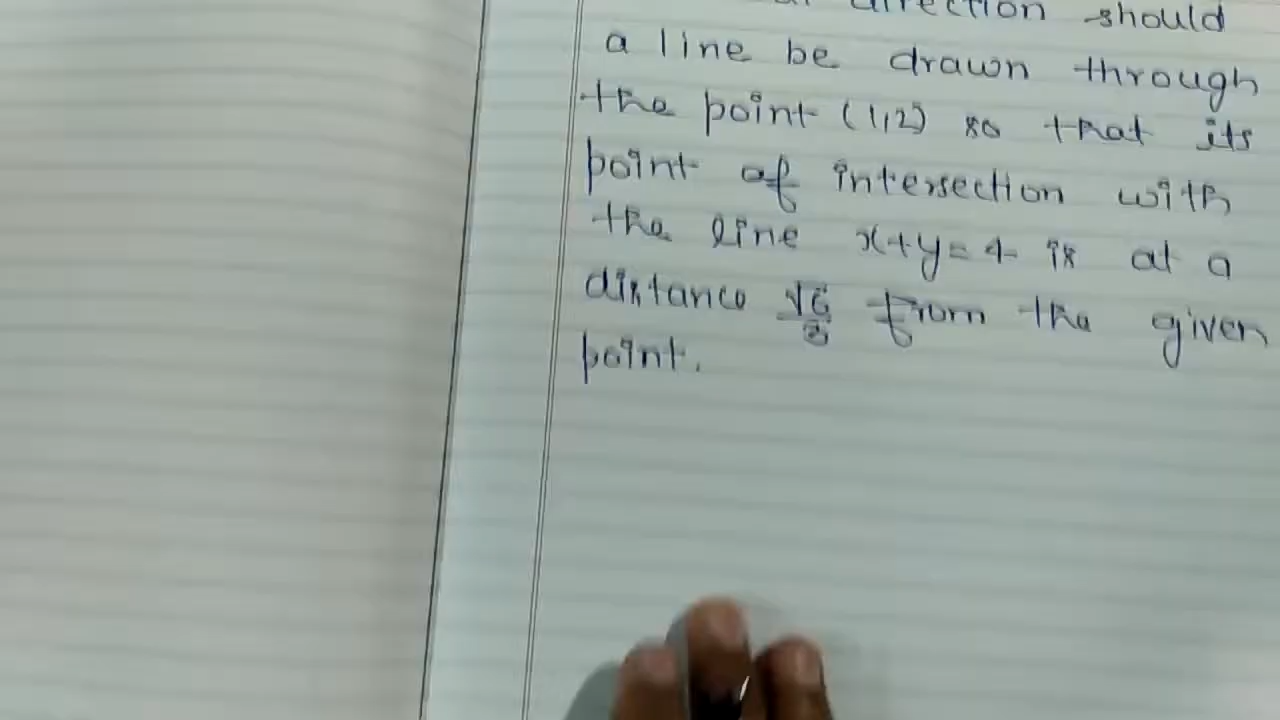 direction should
a line be drawn through
the point (1,2) so that its
point of intersection with
the line x+y=4 is at a
distance √6/3 from the given
point.